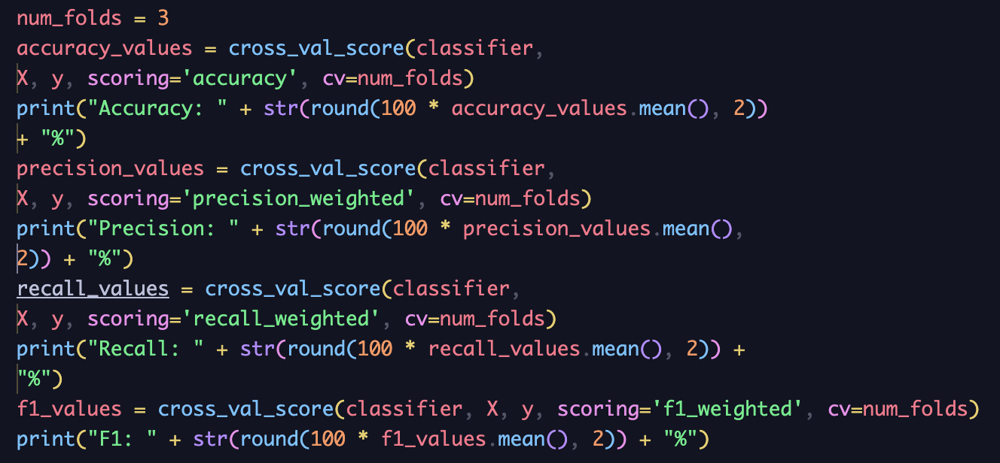 num_folds = 3
accuracy_values = cross_val_score(classifier,
X, y, scoring='accuracy', cv=num_folds)
print("Accuracy: " + str(round(100 * accuracy_values.mean(), 2))
+ "%")
precision_values = cross_val_score(classifier,
X, y, scoring='precision_weighted', cv=num_folds)
print("Precision: " + str(round(100 * precision_values.mean(),
2)) + "%")
recall_values = cross_val_score(classifier,
X, y, scoring='recall_weighted', cv=num_folds)
print("Recall: " + str(round(100 * recall_values.mean(), 2)) +
"%")
f1_values = cross_val_score(classifier, X, y, scoring='f1_weighted', cv=num_folds)
print("F1: " + str(round(100 * f1_values.mean(), 2)) + "%")